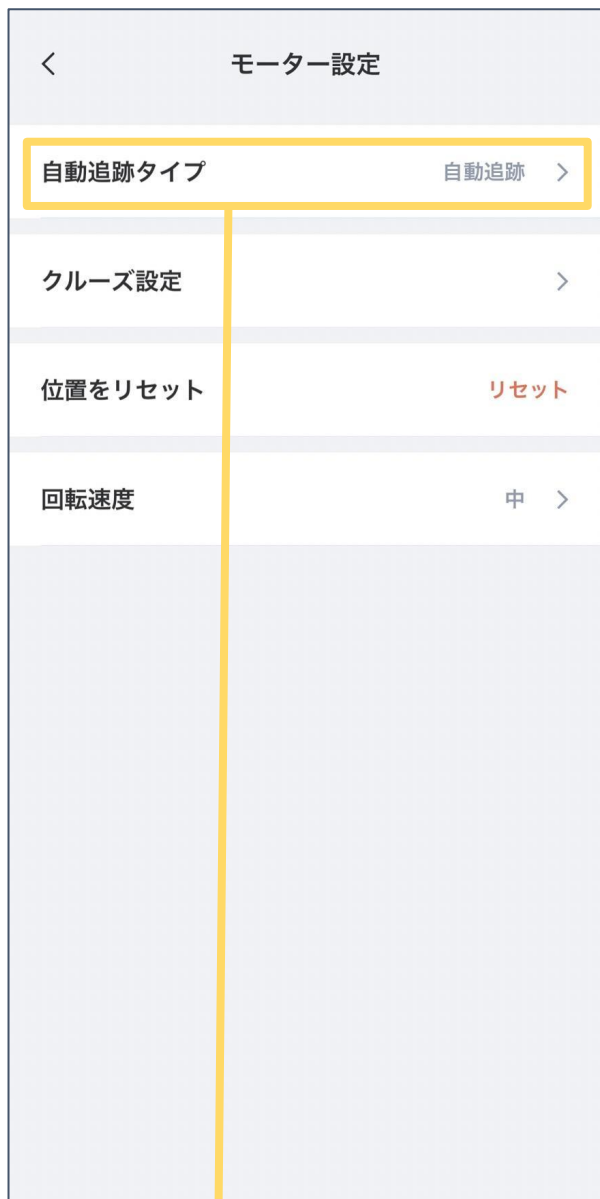 モーター設定
自動追跡タイプ 自動追跡
クルーズ設定
位置をリセット リセット
回転速度 中